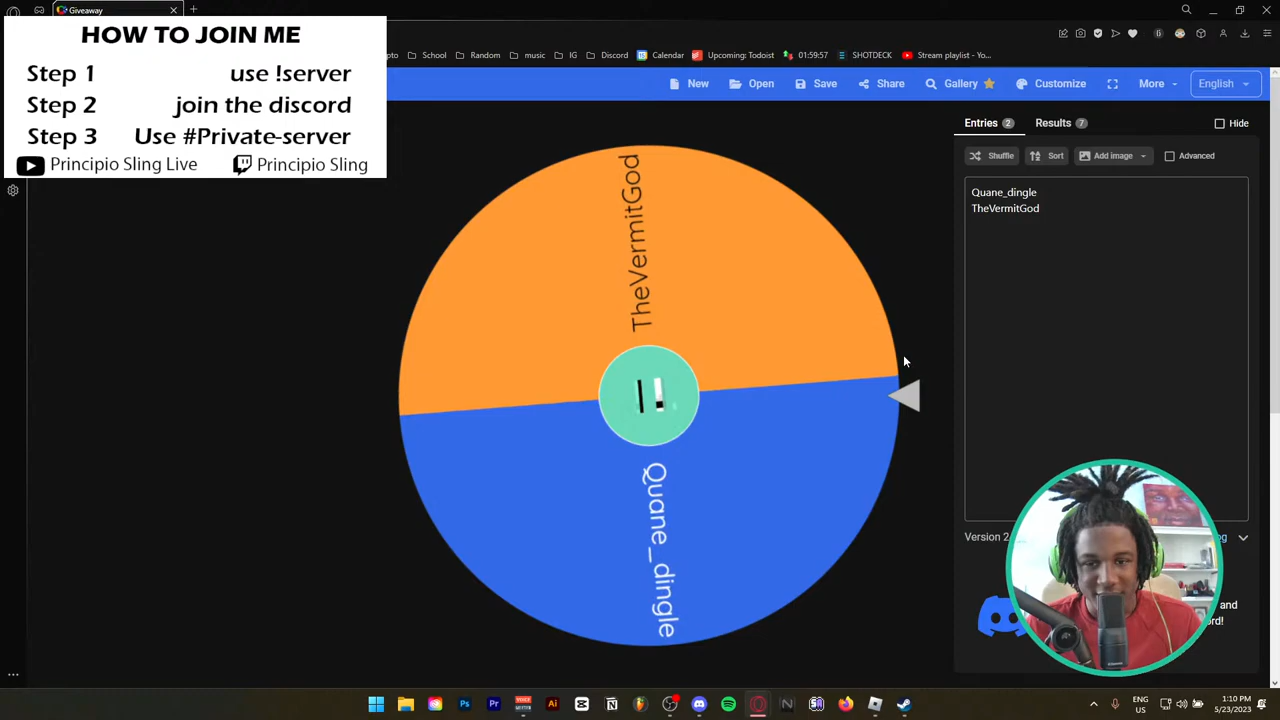 Giveaway
HOW TO JOIN ME
Step 1 use !server
Step 2 join the discord
Step 3 Use #Private-server
Principio Sling Live Principio Sling
School Random music IG Discord Calendar Upcoming: Todoist 01:59:57 SHOTDECK Stream playlist - Yo...
New Open Save Share Gallery Customize More English
Entries 2 Results 7 Hide
Shuffle Sort Add image Advanced
Quane_dingle
TheVermitGod
TheVermitGod
Quane_dingle
Version 2
and
ENG
US
1:10 PM
5/23/2023